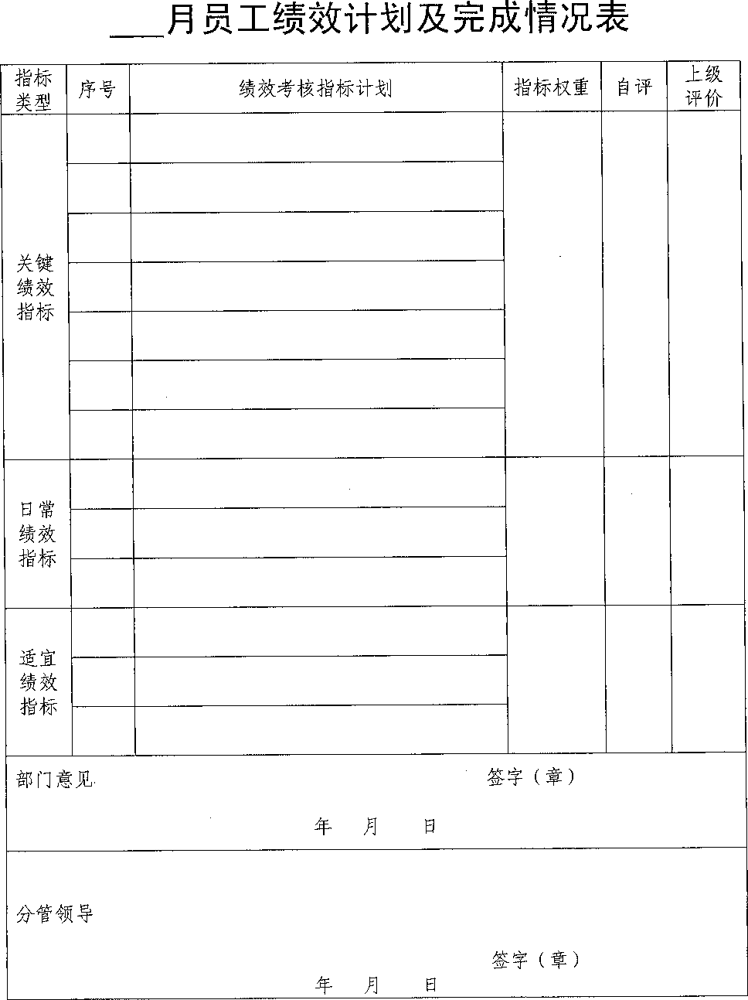 ___月员工绩效计划及完成情况表
指标
类型
序号
绩效考核指标计划
指标权重
自评
上级
评价
关键
绩效
指标
日常
绩效
指标
适宜
绩效
指标
部门意见
签字（章）
年 月 日
分管领导
签字（章）
年 月 日